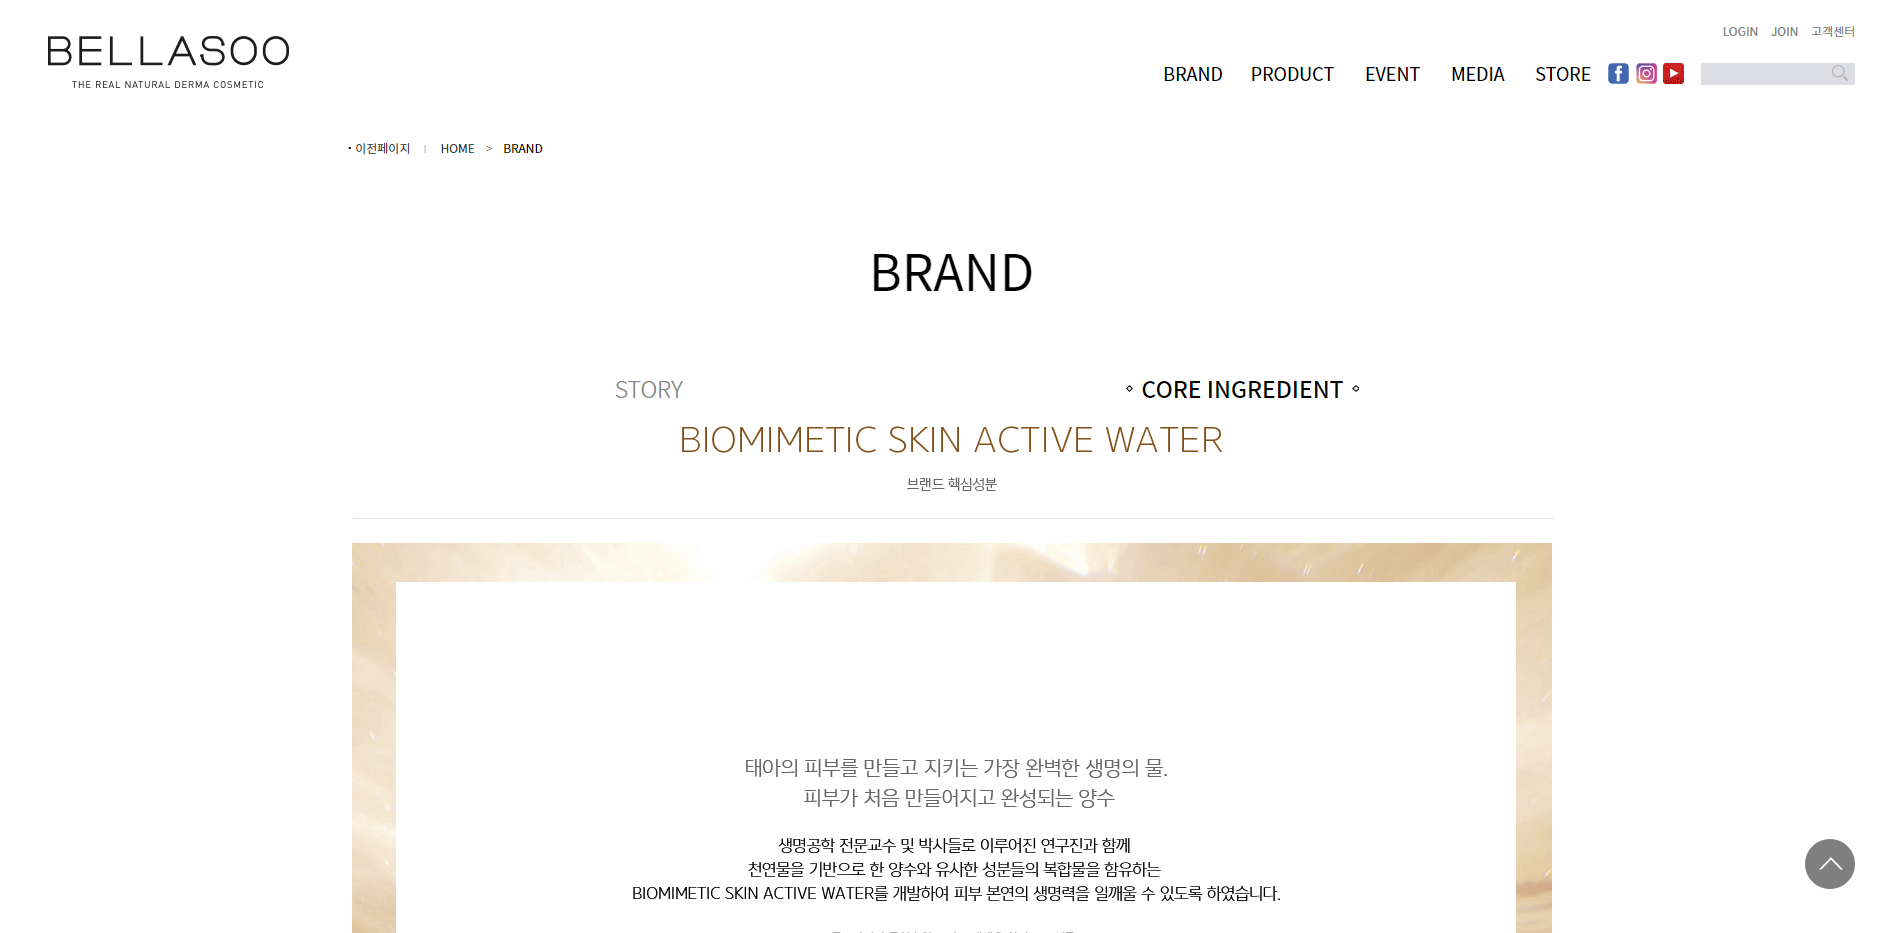 LOGIN JOIN 고객센터
BELLASOO
THE REAL NATURAL DERMA COSMETIC
BRAND PRODUCT EVENT MEDIA STORE
· 이전페이지 | HOME > BRAND
BRAND
STORY
CORE INGREDIENT
BIOMIMETIC SKIN ACTIVE WATER
브랜드 핵심성분
태아의 피부를 만들고 지키는 가장 완벽한 생명의 물.
피부가 처음 만들어지고 완성되는 양수
생명공학 전문교수 및 박사들로 이루어진 연구진과 함께
천연물을 기반으로 한 양수와 유사한 성분들의 복합물을 함유하는
BIOMIMETIC SKIN ACTIVE WATER를 개발하여 피부 본연의 생명력을 일깨울 수 있도록 하였습니다.